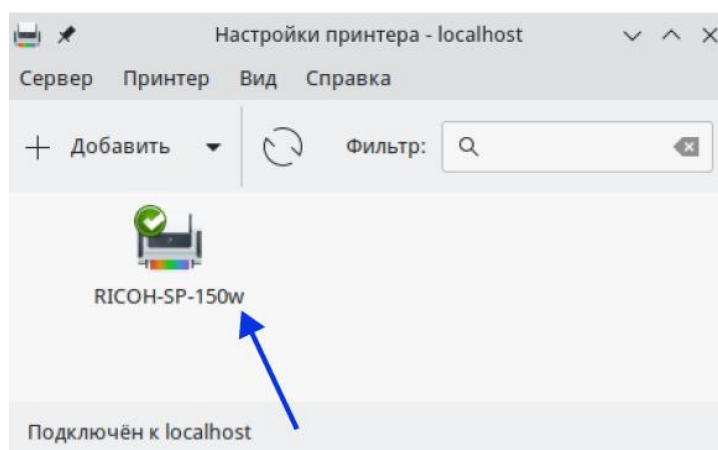 Настройки принтера - localhost
Сервер Принтер Вид Справка
Добавить Фильтр:
RICOH-SP-150w
Подключён к localhost